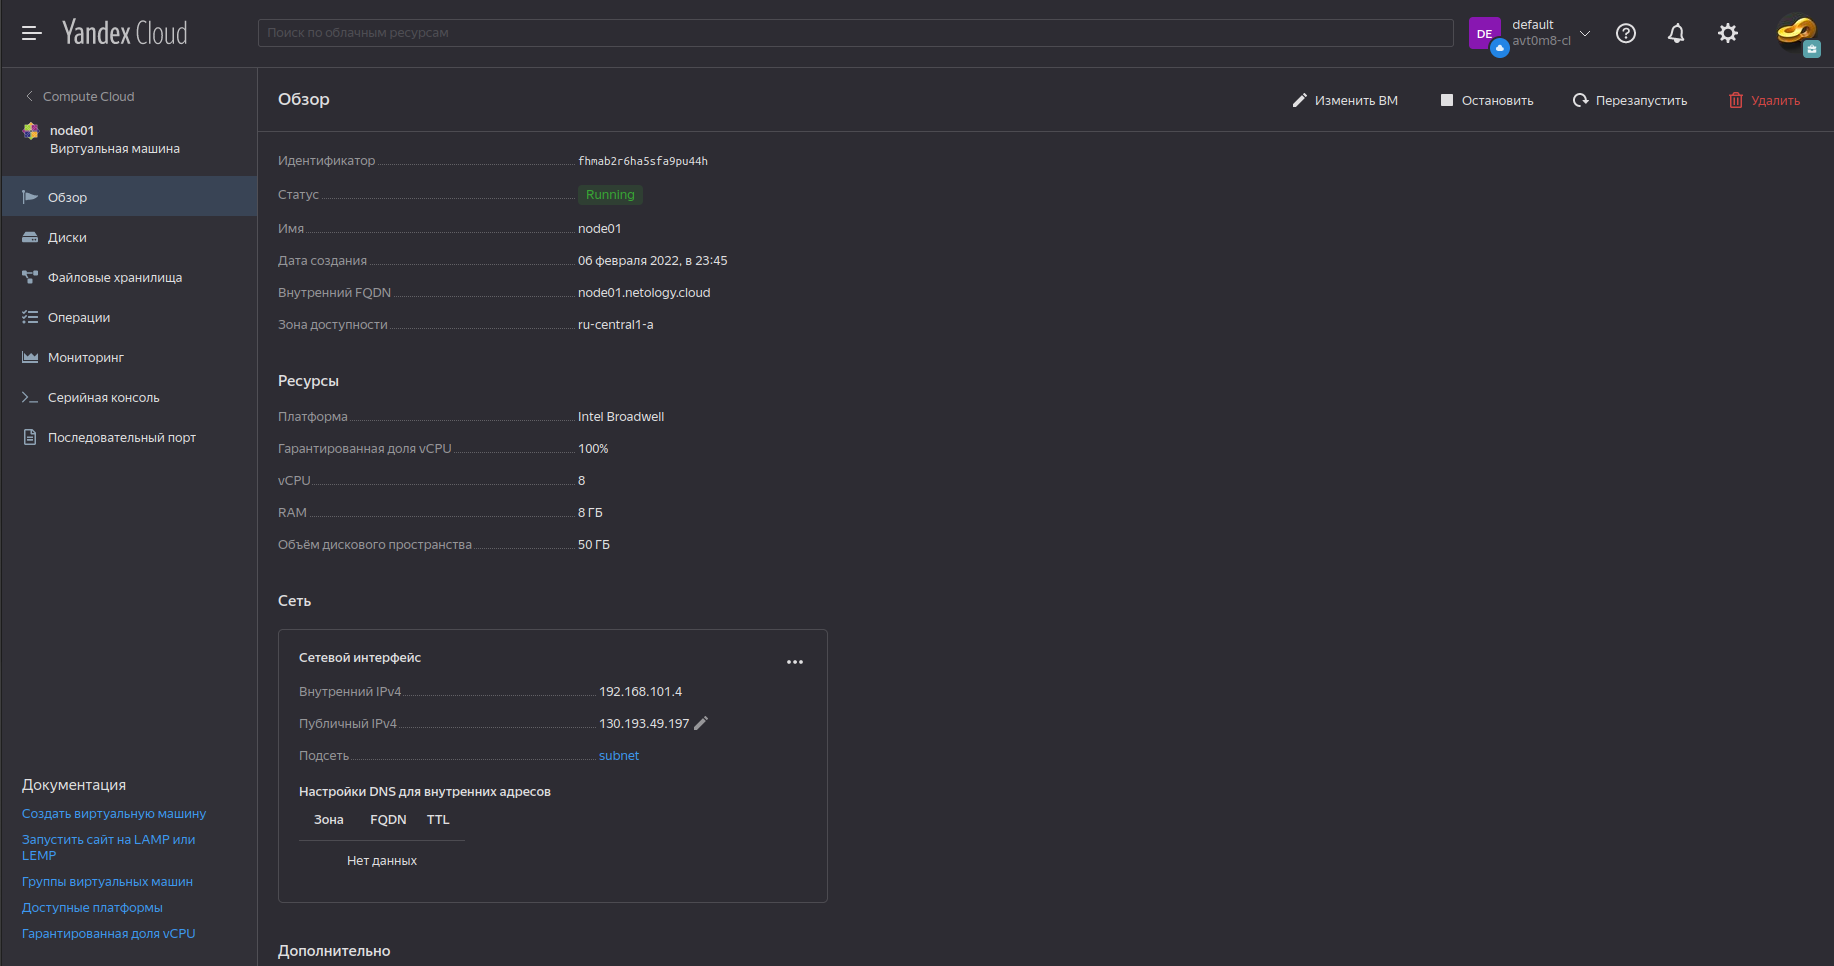 Yandex Cloud
Поиск по облачным ресурсам
DE
default
avt0m8-cl
Compute Cloud
node01
Виртуальная машина
Обзор
Диски
Файловые хранилища
Операции
Мониторинг
Серийная консоль
Последовательный порт
Документация
Создать виртуальную машину
Запустить сайт на LAMP или
LEMP
Группы виртуальных машин
Доступные платформы
Гарантированная доля vCPU
Обзор
Изменить ВМ
Остановить
Перезапустить
Удалить
Идентификатор fhmab2r6ha5sfa9pu44h
Статус Running
Имя node01
Дата создания 06 февраля 2022, в 23:45
Внутренний FQDN node01.netology.cloud
Зона доступности ru-central1-a
Ресурсы
Платформа Intel Broadwell
Гарантированная доля vCPU 100%
vCPU 8
RAM 8 ГБ
Объём дискового пространства 50 ГБ
Сеть
Сетевой интерфейс
Внутренний IPv4 192.168.101.4
Публичный IPv4 130.193.49.197
Подсеть subnet
Настройки DNS для внутренних адресов
Зона FQDN TTL
Нет данных
Дополнительно